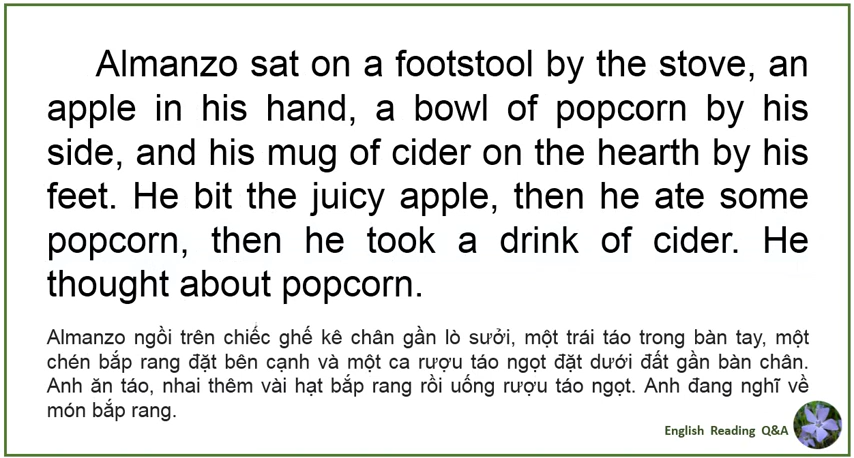 Almanzo sat on a footstool by the stove, an
apple in his hand, a bowl of popcorn by his
side, and his mug of cider on the hearth by his
feet. He bit the juicy apple, then he ate some
popcorn, then he took a drink of cider. He
thought about popcorn.
Almanzo ngồi trên chiếc ghế kê chân gần lò sưởi, một trái táo trong bàn tay, một
chén bắp rang đặt bên cạnh và một ca rượu táo ngọt đặt dưới đất gần bàn chân.
Anh ăn táo, nhai thêm vài hạt bắp rang rồi uống rượu táo ngọt. Anh đang nghĩ về
món bắp rang.
English Reading Q&A